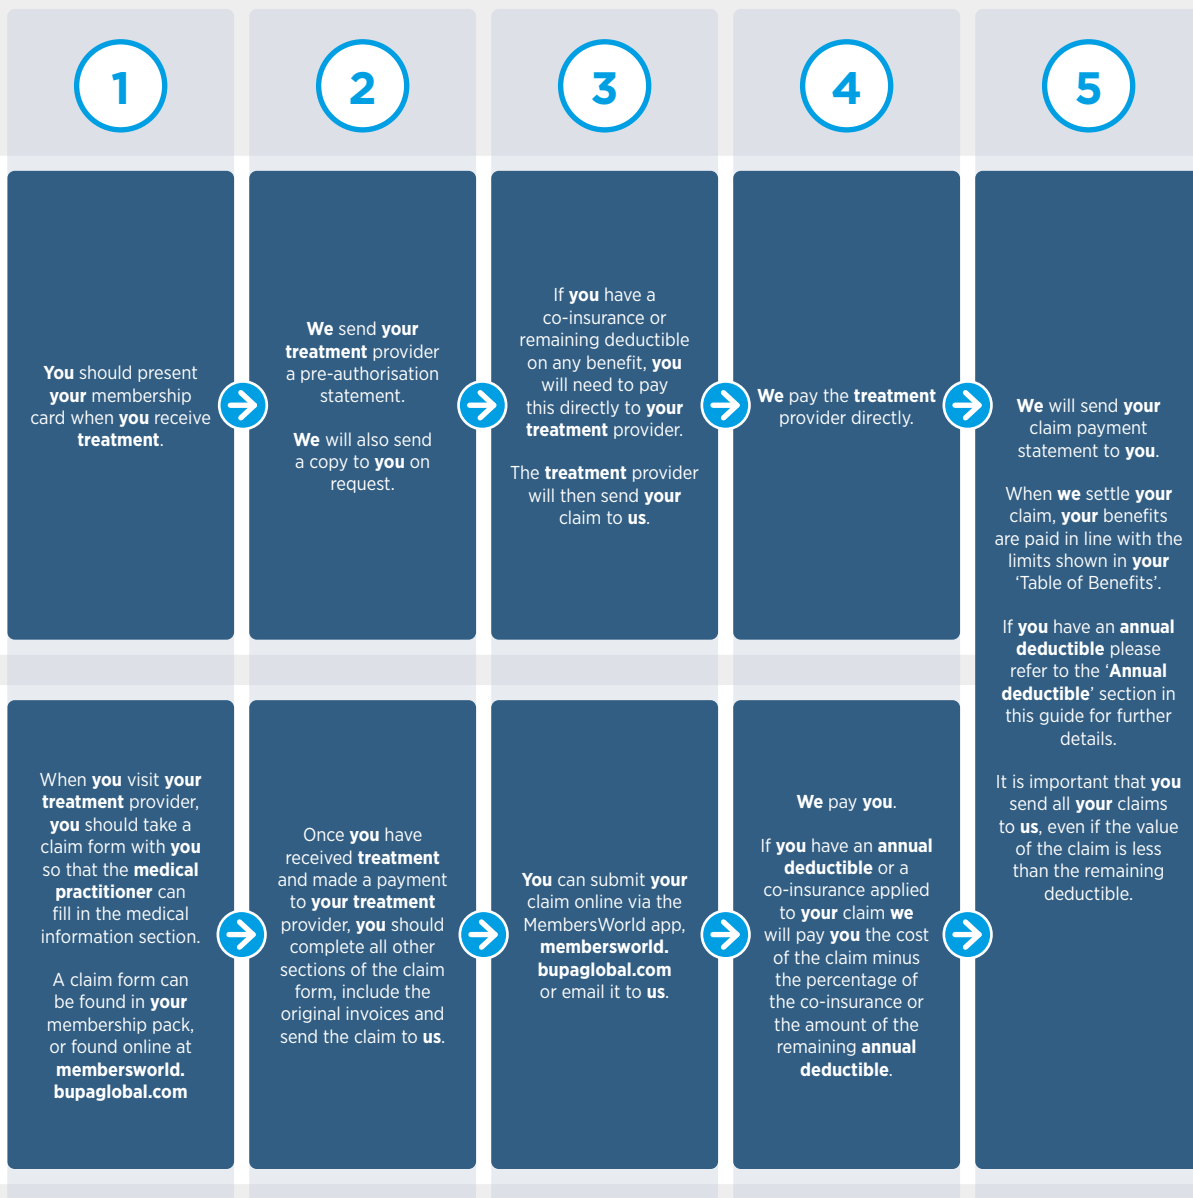 1
2
3
4
5
You should present
your membership
card when you receive
treatment.
We send your
treatment provider
a pre-authorisation
statement.
We will also send
a copy to you on
request.
If you have a
co-insurance or
remaining deductible
on any benefit, you
will need to pay
this directly to your
treatment provider.
The treatment provider
will then send your
claim to us.
We pay the treatment
provider directly.
We will send your
claim payment
statement to you.
When we settle your
claim, your benefits
are paid in line with the
limits shown in your
‘Table of Benefits’.
If you have an annual
deductible please
refer to the ‘Annual
deductible’ section in
this guide for further
details.
It is important that you
send all your claims
to us, even if the value
of the claim is less
than the remaining
deductible.
When you visit your
treatment provider,
you should take a
claim form with you
so that the medical
practitioner can
fill in the medical
information section.
A claim form can
be found in your
membership pack,
or found online at
membersworld.
bupaglobal.com
Once you have
received treatment
and made a payment
to your treatment
provider, you should
complete all other
sections of the claim
form, include the
original invoices and
send the claim to us.
You can submit your
claim online via the
MembersWorld app,
membersworld.
bupaglobal.com
or email it to us.
We pay you.
If you have an annual
deductible or a
co-insurance applied
to your claim we
will pay you the cost
of the claim minus
the percentage of
the co-insurance or
the amount of the
remaining annual
deductible.